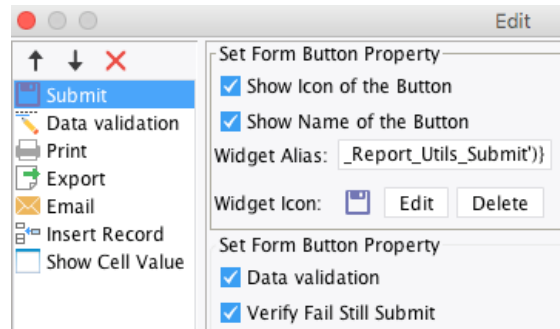 Edit
Submit
Data validation
Print
Export
Email
Insert Record
Show Cell Value
Set Form Button Property
Show Icon of the Button
Show Name of the Button
Widget Alias: _Report_Utils_Submit')}
Widget Icon: Edit Delete
Set Form Button Property
Data validation
Verify Fail Still Submit